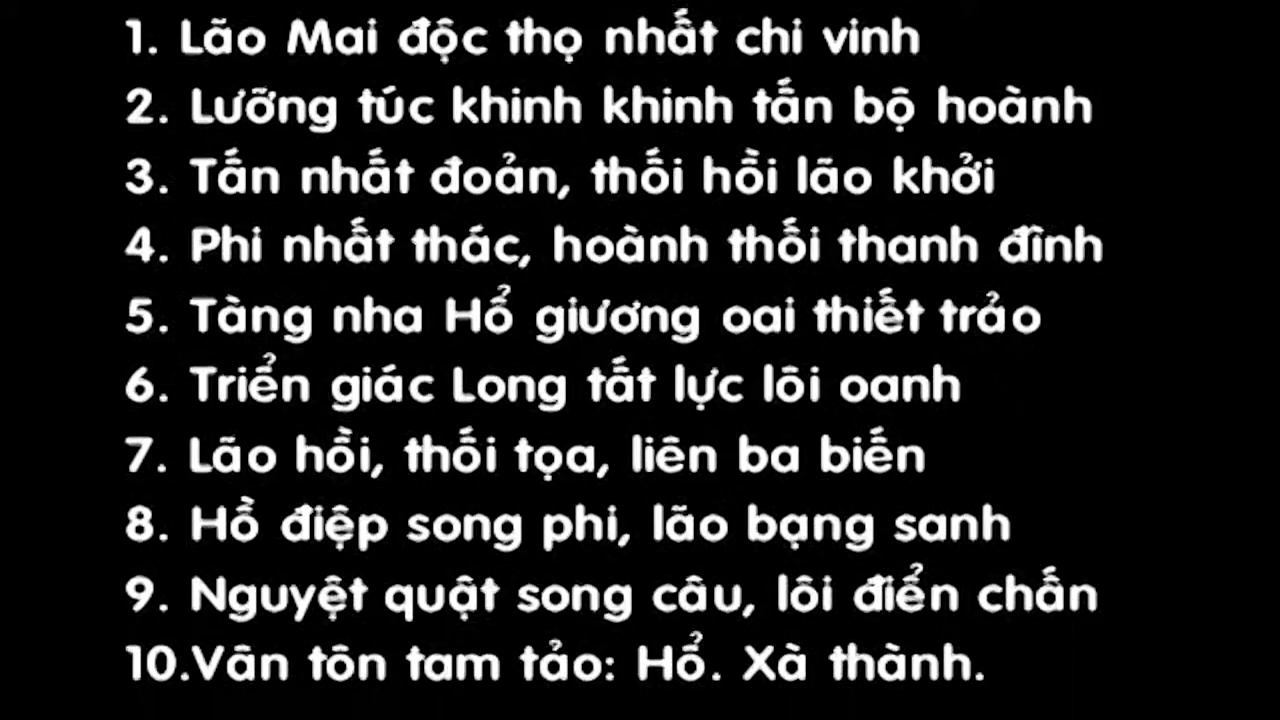 1. Lão Mai độc thọ nhất chi vinh
2. Lưỡng túc khinh khinh tấn bộ hoành
3. Tấn nhất đoản, thối hồi lão khởi
4. Phi nhất thác, hoành thối thanh đình
5. Tàng nha Hổ giương oai thiết trảo
6. Triển giác Long tất lực lôi oanh
7. Lão hồi, thối tọa, liên ba biến
8. Hồ điệp song phi, lão bạng sanh
9. Nguyệt quật song câu, lôi điển chấn
10.Vân tôn tam tảo: Hổ. Xà thành.